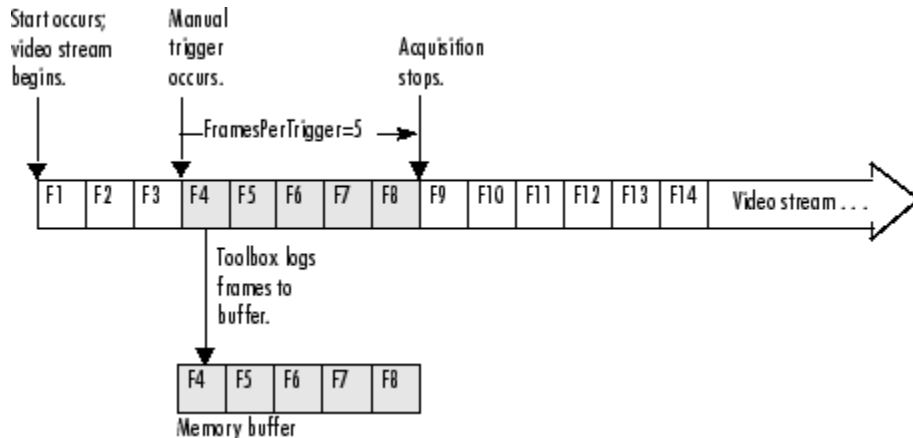 Start occurs;
video stream
begins.
Manual
trigger
occurs.
Acquisition
stops.
FramesPerTrigger=5
F1 F2 F3 F4 F5 F6 F7 F8 F9 F10 F11 F12 F13 F14 Video stream . . .
Toolbox logs
frames to
buffer.
F4 F5 F6 F7 F8
Memory buffer